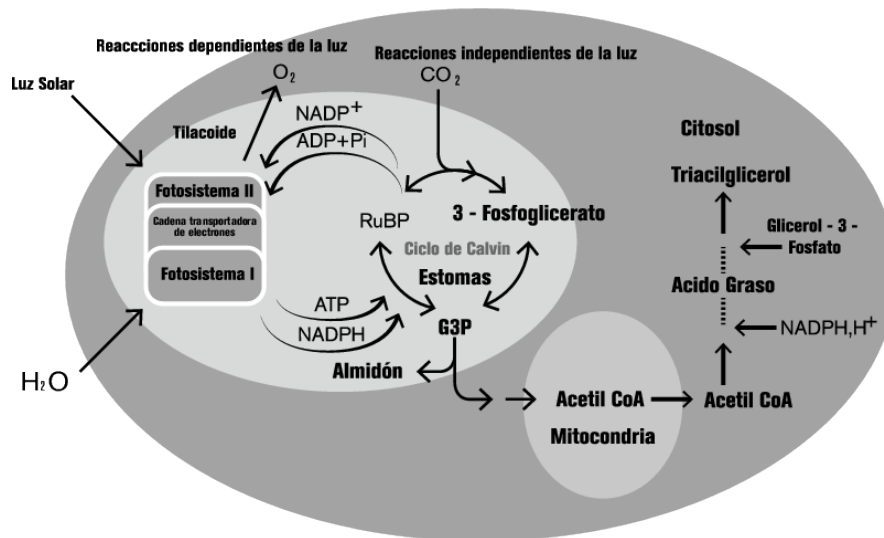 Reaccciones dependientes de la luz
Reacciones independientes de la luz
O₂
CO₂
Luz Solar
Tilacoide
NADP⁺
ADP+Pi
Citosol
Triacilglicerol
Fotosistema II
Cadena transportadora
de electrones
Fotosistema I
RuBP
3 - Fosfoglicerato
Glicerol - 3 -
Fosfato
Ciclo de Calvin
Estomas
Acido Graso
ATP
NADPH
G3P
NADPH,H⁺
H₂O
Almidón
Acetil CoA
Acetil CoA
Mitocondria